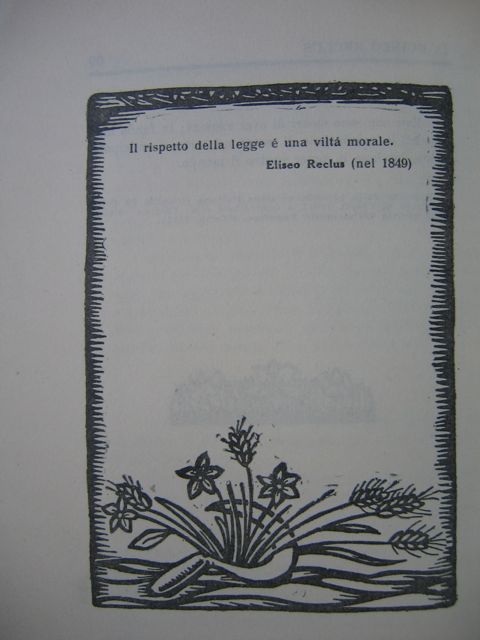 Il rispetto della legge é una viltá morale.
Eliseo Reclus (nel 1849)